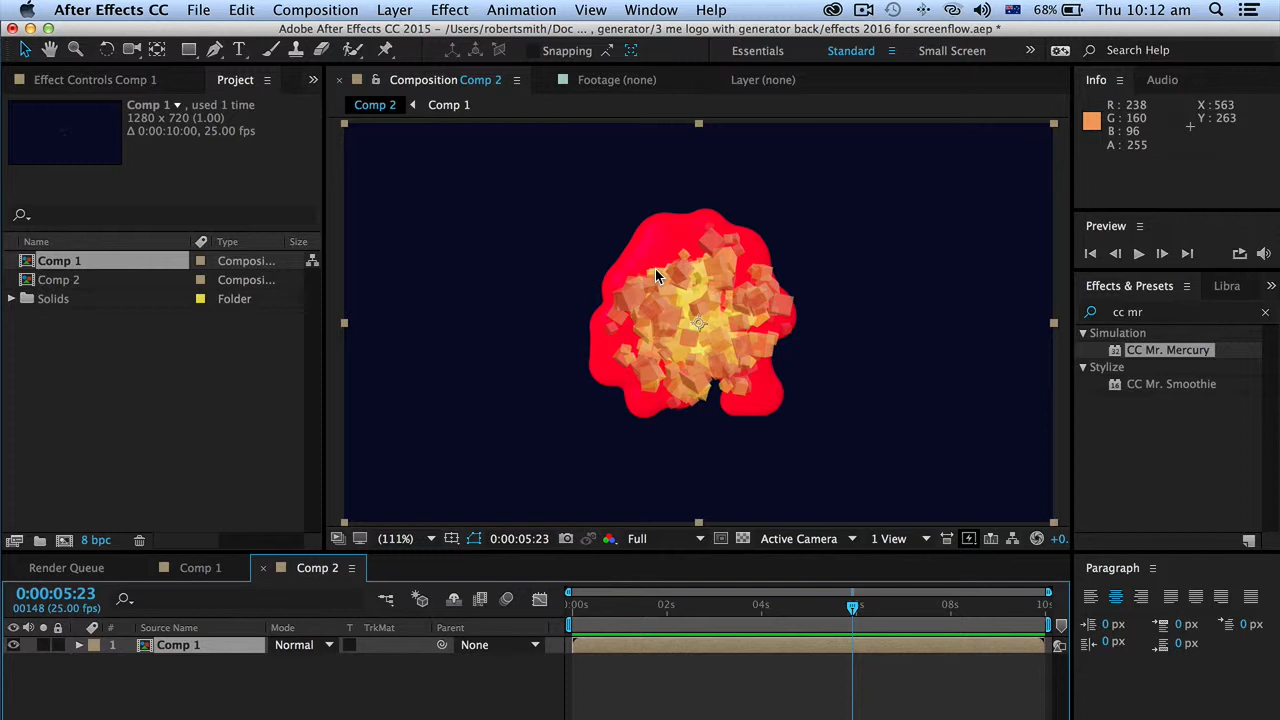 After Effects CC File Edit Composition Layer Effect Animation View Window Help 68% Thu 10:12 am
Adobe After Effects CC 2015 - /Users/robertsmith/Doc ... , generator/3 me logo with generator back/effects 2016 for screenflow.aep *
Snapping Essentials Standard Small Screen Search Help
Effect Controls Comp 1 Project
Composition Comp 2 Footage (none) Layer (none)
Info Audio
Comp 1 , used 1 time
1280 x 720 (1.00)
Δ 0:00:10:00, 25.00 fps
Comp 2 Comp 1
R : 238 X : 563
G : 160 Y : 263
B : 96
A : 255
Preview
Name Type Size
Comp 1 Composi...
Comp 2 Composi...
Solids Folder
Effects & Presets Libra
cc mr
Simulation
CC Mr. Mercury
Stylize
CC Mr. Smoothie
8 bpc
(111%) 0:00:05:23 Full Active Camera 1 View +0.
Render Queue Comp 1 Comp 2
Paragraph
0:00:05:23
00148 (25.00 fps)
:00s 02s 04s 08s 10s
# Source Name Mode T TrkMat Parent
1 Comp 1 Normal None
0 px 0 px 0 px
0 px 0 px